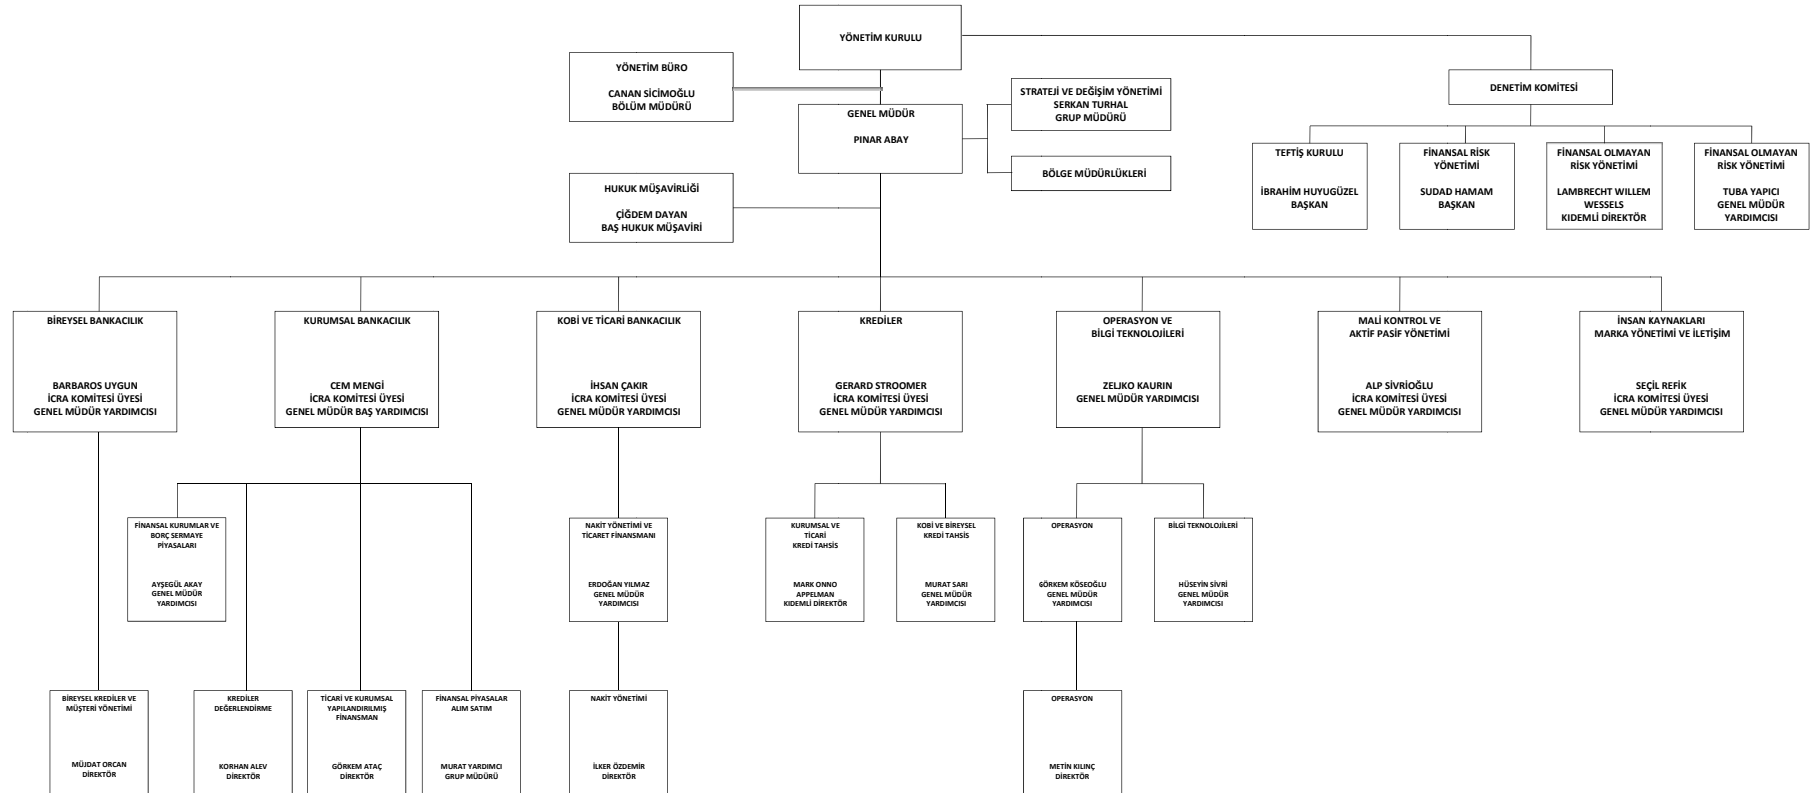 YÖNETİM KURULU
YÖNETİM BÜRO
CANAN SİCİMOĞLU
BÖLÜM MÜDÜRÜ
GENEL MÜDÜR
PINAR ABAY
STRATEJİ VE DEĞİŞİM YÖNETİMİ
SERKAN TURHAL
GRUP MÜDÜRÜ
BÖLGE MÜDÜRLÜKLERİ
HUKUK MÜŞAVİRLİĞİ
ÇİĞDEM DAYAN
BAŞ HUKUK MÜŞAVİRİ
DENETİM KOMİTESİ
TEFTİŞ KURULU
İBRAHİM HUYUGÜZEL
BAŞKAN
FİNANSAL RİSK
YÖNETİMİ
SUDAD HAMAM
BAŞKAN
FİNANSAL OLMAYAN
RİSK YÖNETİMİ
LAMBRECHT WILLEM
WESSELS
KIDEMLİ DİREKTÖR
FİNANSAL OLMAYAN
RİSK YÖNETİMİ
TUBA YAPICI
GENEL MÜDÜR
YARDIMCISI
BİREYSEL BANKACILIK
BARBAROS UYGUN
İCRA KOMİTESİ ÜYESİ
GENEL MÜDÜR YARDIMCISI
KURUMSAL BANKACILIK
CEM MENGİ
İCRA KOMİTESİ ÜYESİ
GENEL MÜDÜR BAŞ YARDIMCISI
KOBİ VE TİCARİ BANKACILIK
İHSAN ÇAKIR
İCRA KOMİTESİ ÜYESİ
GENEL MÜDÜR YARDIMCISI
KREDİLER
GERARD STROOMER
İCRA KOMİTESİ ÜYESİ
GENEL MÜDÜR YARDIMCISI
OPERASYON VE
BİLGİ TEKNOLOJİLERİ
ZELJKO KAURIN
GENEL MÜDÜR YARDIMCISI
MALİ KONTROL VE
AKTİF PASİF YÖNETİMİ
ALP SİVRİOĞLU
İCRA KOMİTESİ ÜYESİ
GENEL MÜDÜR YARDIMCISI
İNSAN KAYNAKLARI
MARKA YÖNETİMİ VE İLETİŞİM
SEÇİL REFİK
İCRA KOMİTESİ ÜYESİ
GENEL MÜDÜR YARDIMCISI
FİNANSAL KURUMLAR VE
BORÇ SERMAYE
PİYASALARI
AYŞEGÜL AKAY
GENEL MÜDÜR
YARDIMCISI
NAKİT YÖNETİMİ VE
TİCARET FİNANSMANI
ERDOĞAN YILMAZ
GENEL MÜDÜR
YARDIMCISI
KURUMSAL VE
TİCARİ
KREDİ TAHSİS
MARK ONNO
APPELMAN
KIDEMLİ DİREKTÖR
KOBİ VE BİREYSEL
KREDİ TAHSİS
MURAT SARI
GENEL MÜDÜR
YARDIMCISI
OPERASYON
GÖRKEM KÖSEOĞLU
GENEL MÜDÜR
YARDIMCISI
BİLGİ TEKNOLOJİLERİ
HÜSEYİN SİVRİ
GENEL MÜDÜR
YARDIMCISI
BİREYSEL KREDİLER VE
MÜŞTERİ YÖNETİMİ
MÜJDAT ORCAN
DİREKTÖR
KREDİLER
DEĞERLENDİRME
KORHAN ALEV
DİREKTÖR
TİCARİ VE KURUMSAL
YAPILANDIRILMIŞ
FİNANSMAN
GÖRKEM ATAÇ
DİREKTÖR
FİNANSAL PİYASALAR
ALIM SATIM
MURAT YARDIMCI
GRUP MÜDÜRÜ
NAKİT YÖNETİMİ
İLKER ÖZDEMİR
DİREKTÖR
OPERASYON
METİN KILINÇ
DİREKTÖR